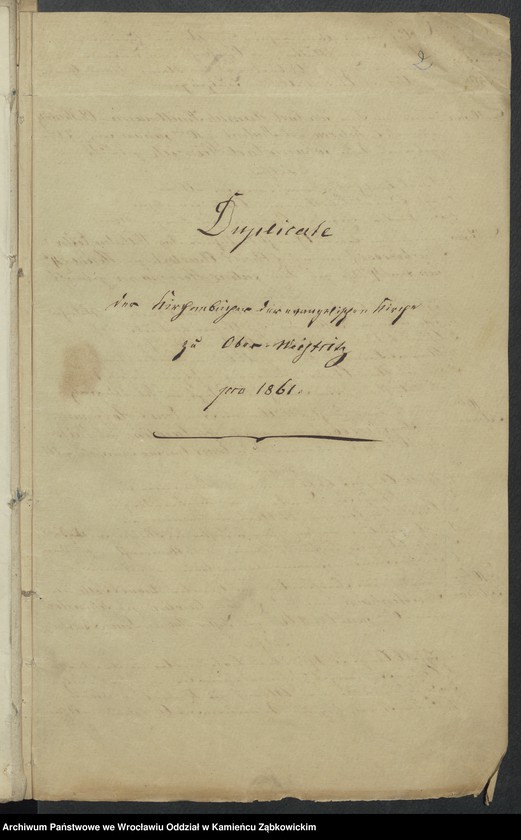 2
Duplicate
der Kirchenbücher der evangelischen Kirche
zu Ober-Weistritz
pro 1861.
Archiwum Państwowe we Wrocławiu Oddział w Kamieńcu Ząbkowickim